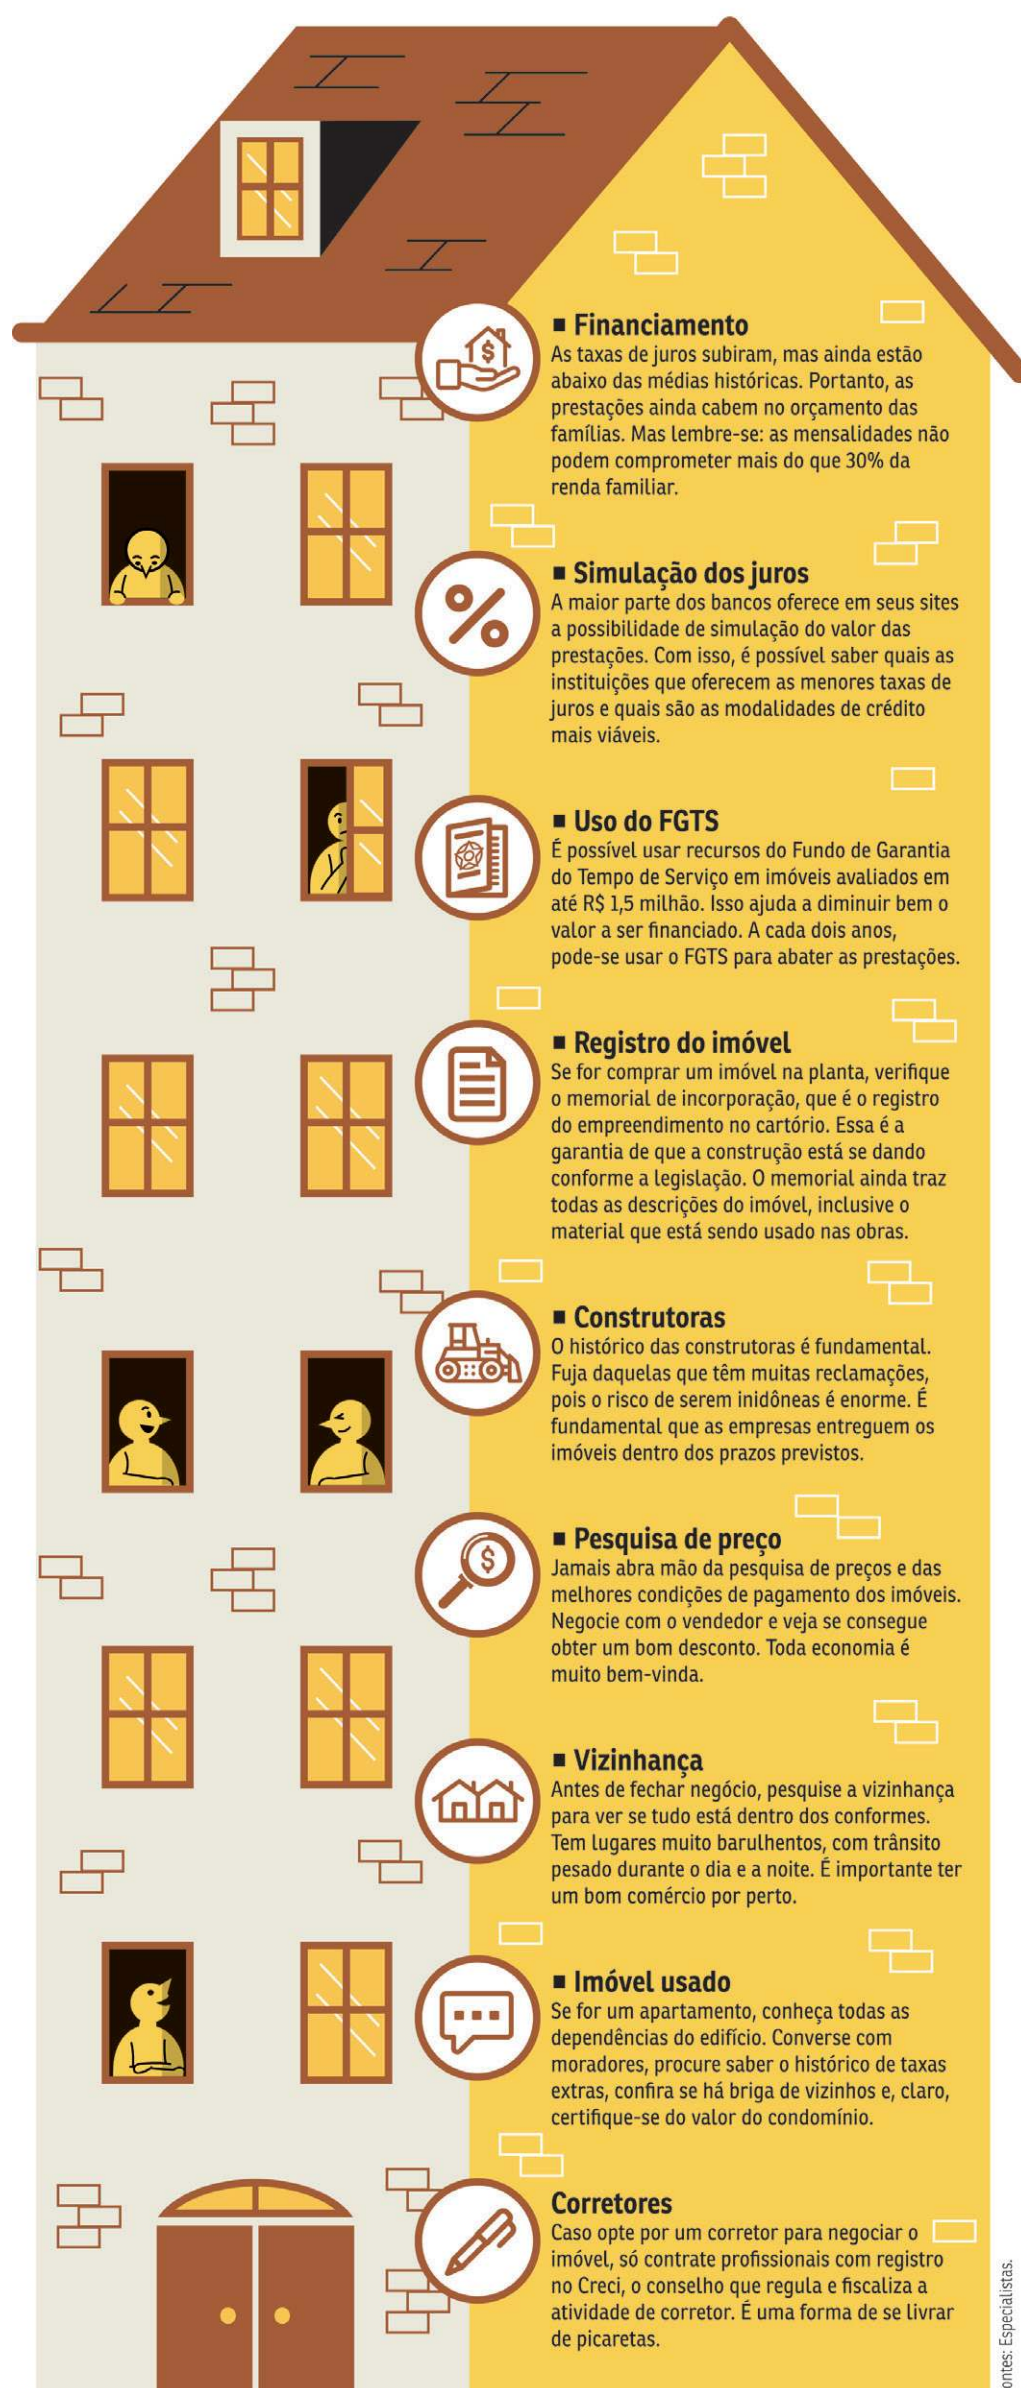 ■ Financiamento
As taxas de juros subiram, mas ainda estão
abaixo das médias históricas. Portanto, as
prestações ainda cabem no orçamento das
famílias. Mas lembre-se: as mensalidades não
podem comprometer mais do que 30% da
renda familiar.
■ Simulação dos juros
A maior parte dos bancos oferece em seus sites
a possibilidade de simulação do valor das
prestações. Com isso, é possível saber quais as
instituições que oferecem as menores taxas de
juros e quais são as modalidades de crédito
mais viáveis.
■ Uso do FGTS
É possível usar recursos do Fundo de Garantia
do Tempo de Serviço em imóveis avaliados em
até R$ 1,5 milhão. Isso ajuda a diminuir bem o
valor a ser financiado. A cada dois anos,
pode-se usar o FGTS para abater as prestações.
■ Registro do imóvel
Se for comprar um imóvel na planta, verifique
o memorial de incorporação, que é o registro
do empreendimento no cartório. Essa é a
garantia de que a construção está se dando
conforme a legislação. O memorial ainda traz
todas as descrições do imóvel, inclusive o
material que está sendo usado nas obras.
■ Construtoras
O histórico das construtoras é fundamental.
Fuja daquelas que têm muitas reclamações,
pois o risco de serem inidôneas é enorme. É
fundamental que as empresas entreguem os
imóveis dentro dos prazos previstos.
■ Pesquisa de preço
Jamais abra mão da pesquisa de preços e das
melhores condições de pagamento dos imóveis.
Negocie com o vendedor e veja se consegue
obter um bom desconto. Toda economia é
muito bem-vinda.
■ Vizinhança
Antes de fechar negócio, pesquise a vizinhança
para ver se tudo está dentro dos conformes.
Tem lugares muito barulhentos, com trânsito
pesado durante o dia e a noite. É importante ter
um bom comércio por perto.
■ Imóvel usado
Se for um apartamento, conheça todas as
dependências do edifício. Converse com
moradores, procure saber o histórico de taxas
extras, confira se há briga de vizinhos e, claro,
certifique-se do valor do condomínio.
Corretores
Caso opte por um corretor para negociar o
imóvel, só contrate profissionais com registro
no Creci, o conselho que regula e fiscaliza a
atividade de corretor. É uma forma de se livrar
de picaretas.
ontes: Especialistas.